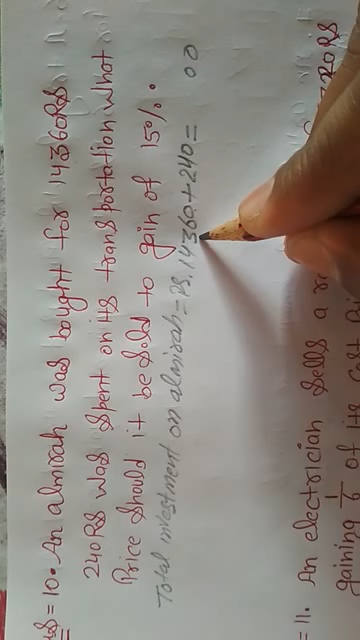 = 10. An almirah was bought for 14360RS
240RS was spent on its transportation What
Price should it be Sold to gain of 15%.
Total investment on almirah = RS, 14360+240= 00
= 11. An electrician Sells a
gaining 1/6 of its Cost